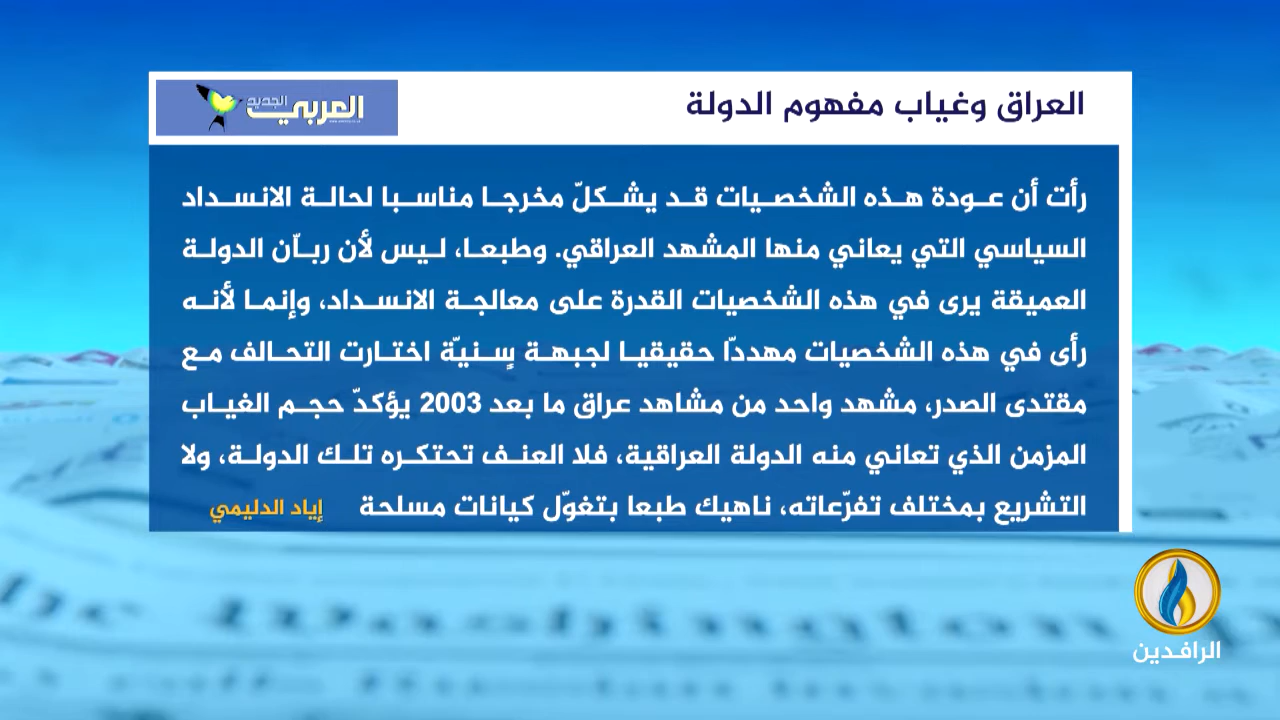 العراق وغياب مفهوم الدولة
العربي الجديد
رأت أن عودة هذه الشخصيات قد يشكلّ مخرجا مناسبا لحالة الانسداد
السياسي التي يعاني منها المشهد العراقي. وطبعا، ليس لأن ربّان الدولة
العميقة يرى في هذه الشخصيات القدرة على معالجة الانسداد، وإنما لأنه
رأى في هذه الشخصيات مهددّا حقيقيا لجبهة سٍنيّة اختارت التحالف مع
مقتدى الصدر، مشهد واحد من مشاهد عراق ما بعد 2003 يؤكدّ حجم الغياب
المزمن الذي تعاني منه الدولة العراقية، فلا العنف تحتكره تلك الدولة، ولا
التشريع بمختلف تفرّعاته، ناهيك طبعا بتغوّل كيانات مسلحة
إياد الدليمي
الرافدين